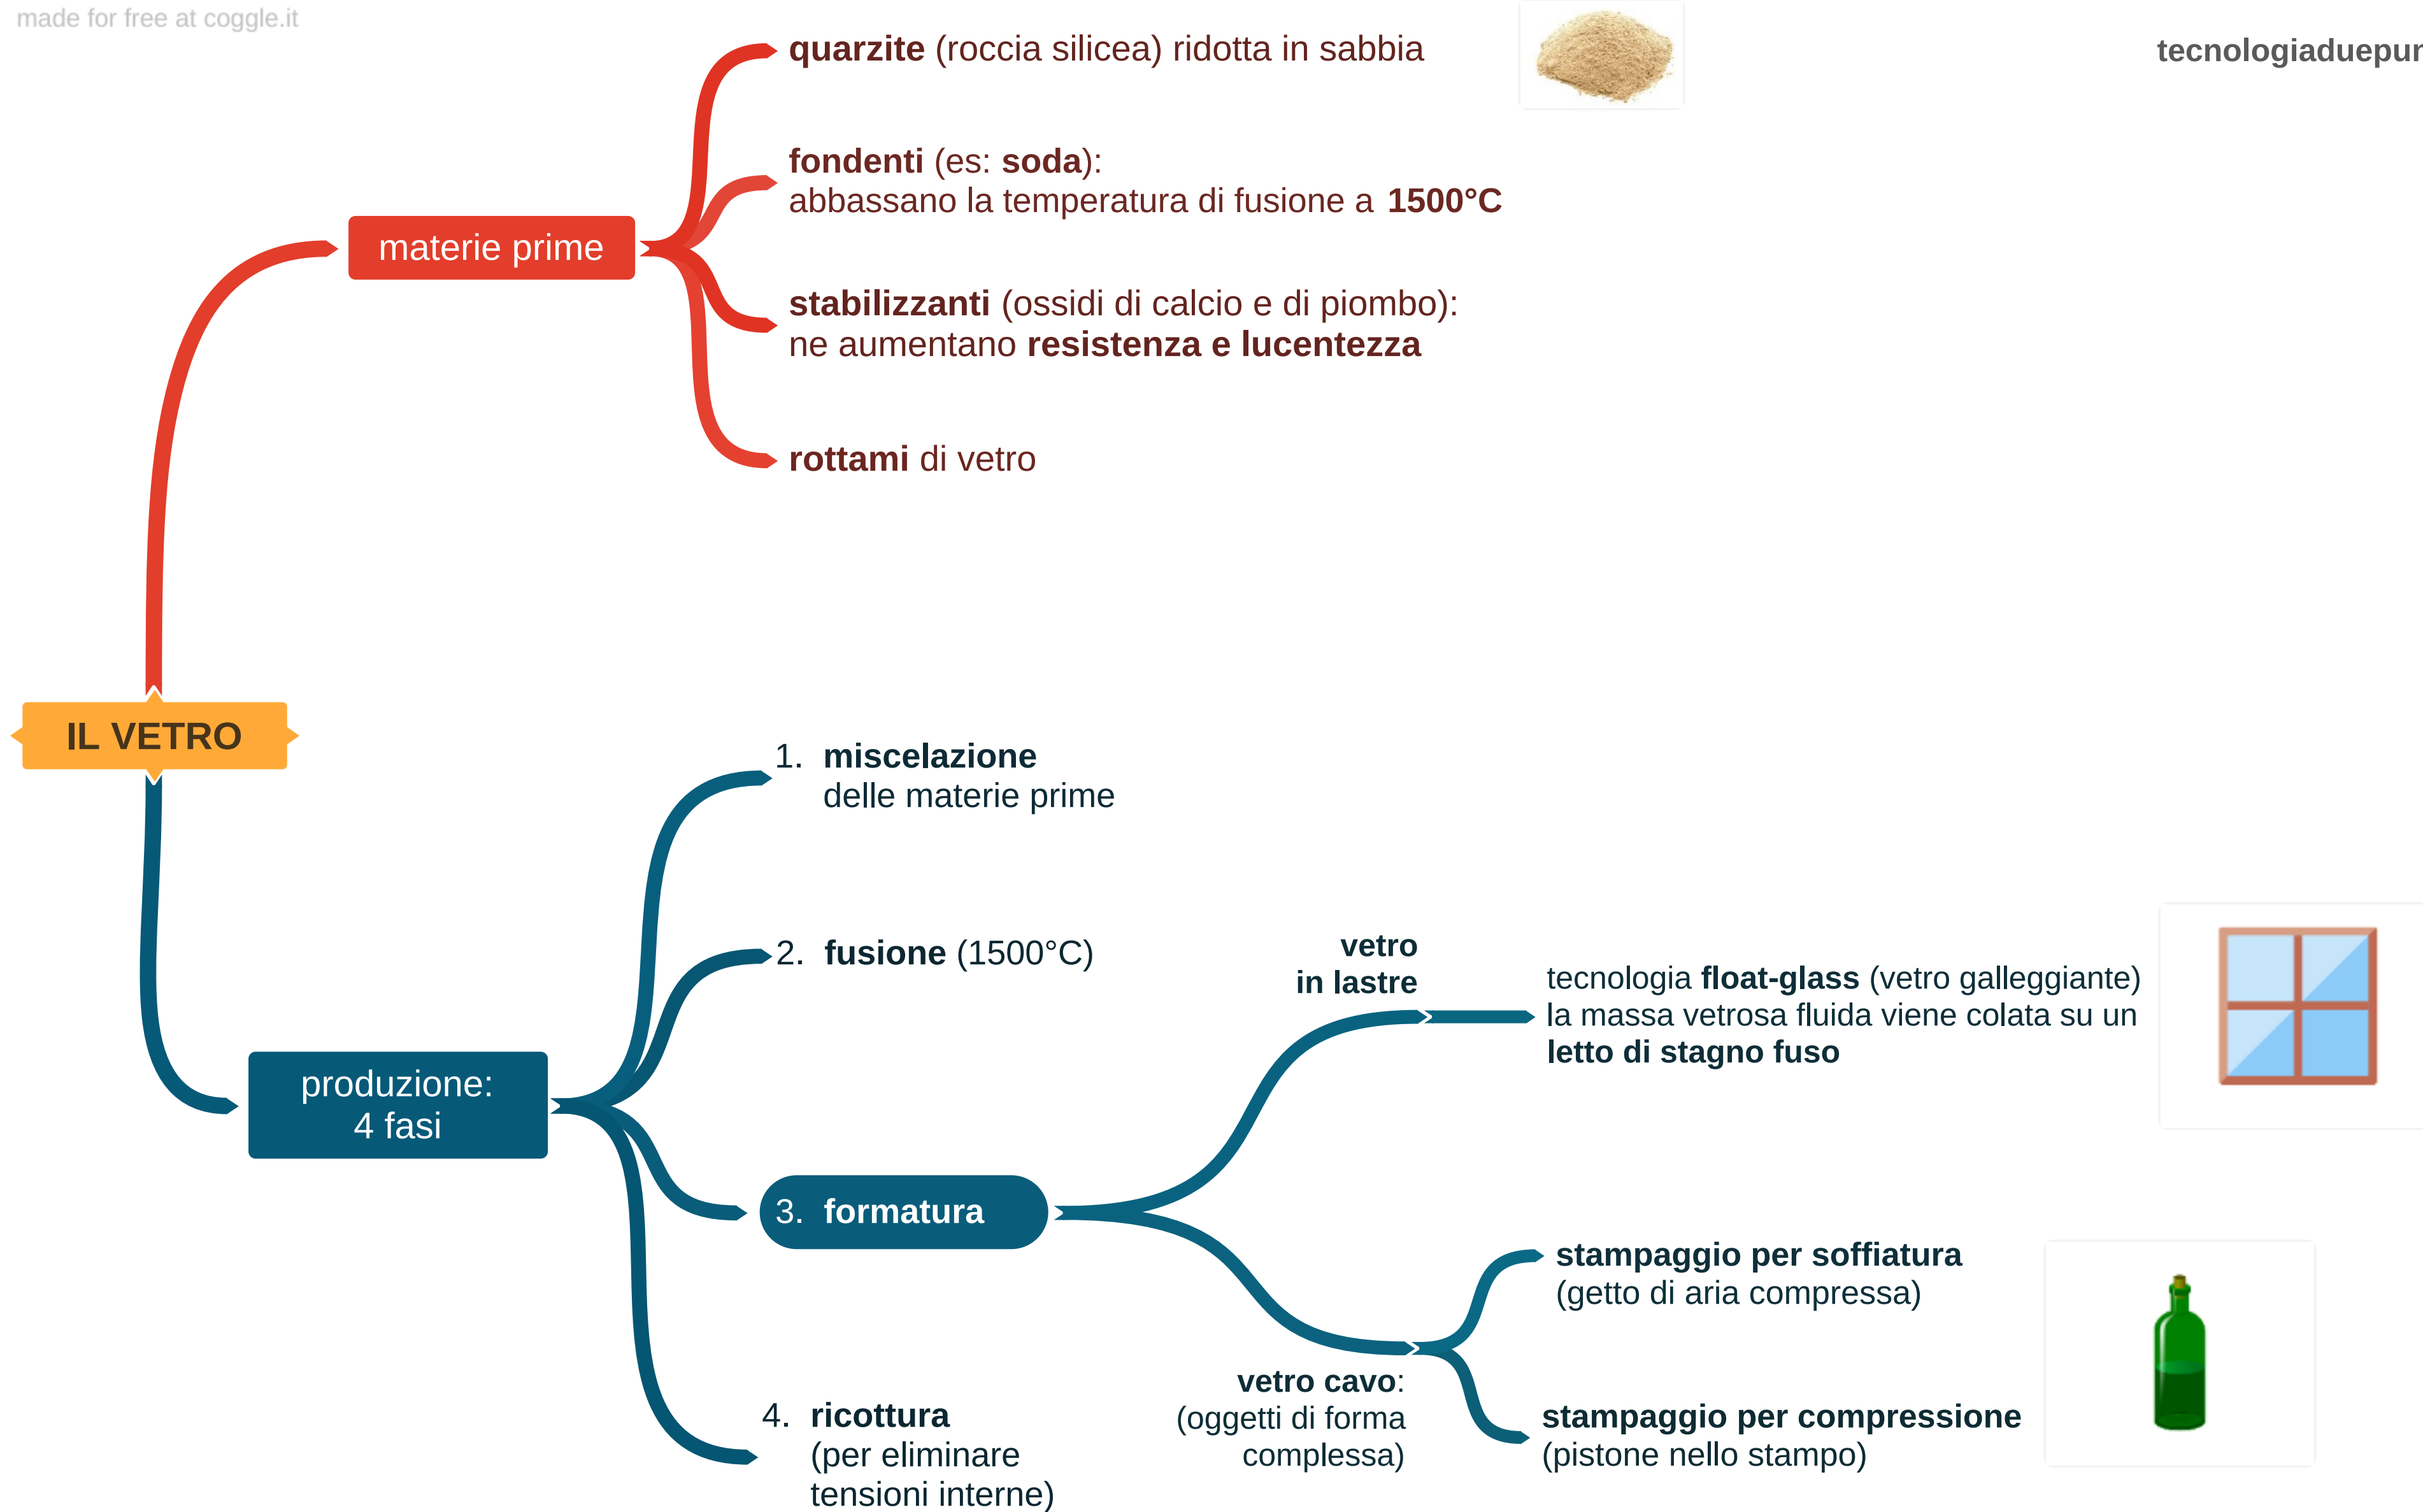 made for free at coggle.it
quarzite (roccia silicea) ridotta in sabbia
fondenti (es: soda):
abbassano la temperatura di fusione a 1500°C
materie prime
stabilizzanti (ossidi di calcio e di piombo):
ne aumentano resistenza e lucentezza
rottami di vetro
IL VETRO
1. miscelazione
delle materie prime
2. fusione (1500°C)
produzione:
4 fasi
3. formatura
vetro
in lastre
tecnologia float-glass (vetro galleggiante)
la massa vetrosa fluida viene colata su un
letto di stagno fuso
vetro cavo:
(oggetti di forma
complessa)
stampaggio per soffiatura
(getto di aria compressa)
stampaggio per compressione
(pistone nello stampo)
4. ricottura
(per eliminare
tensioni interne)